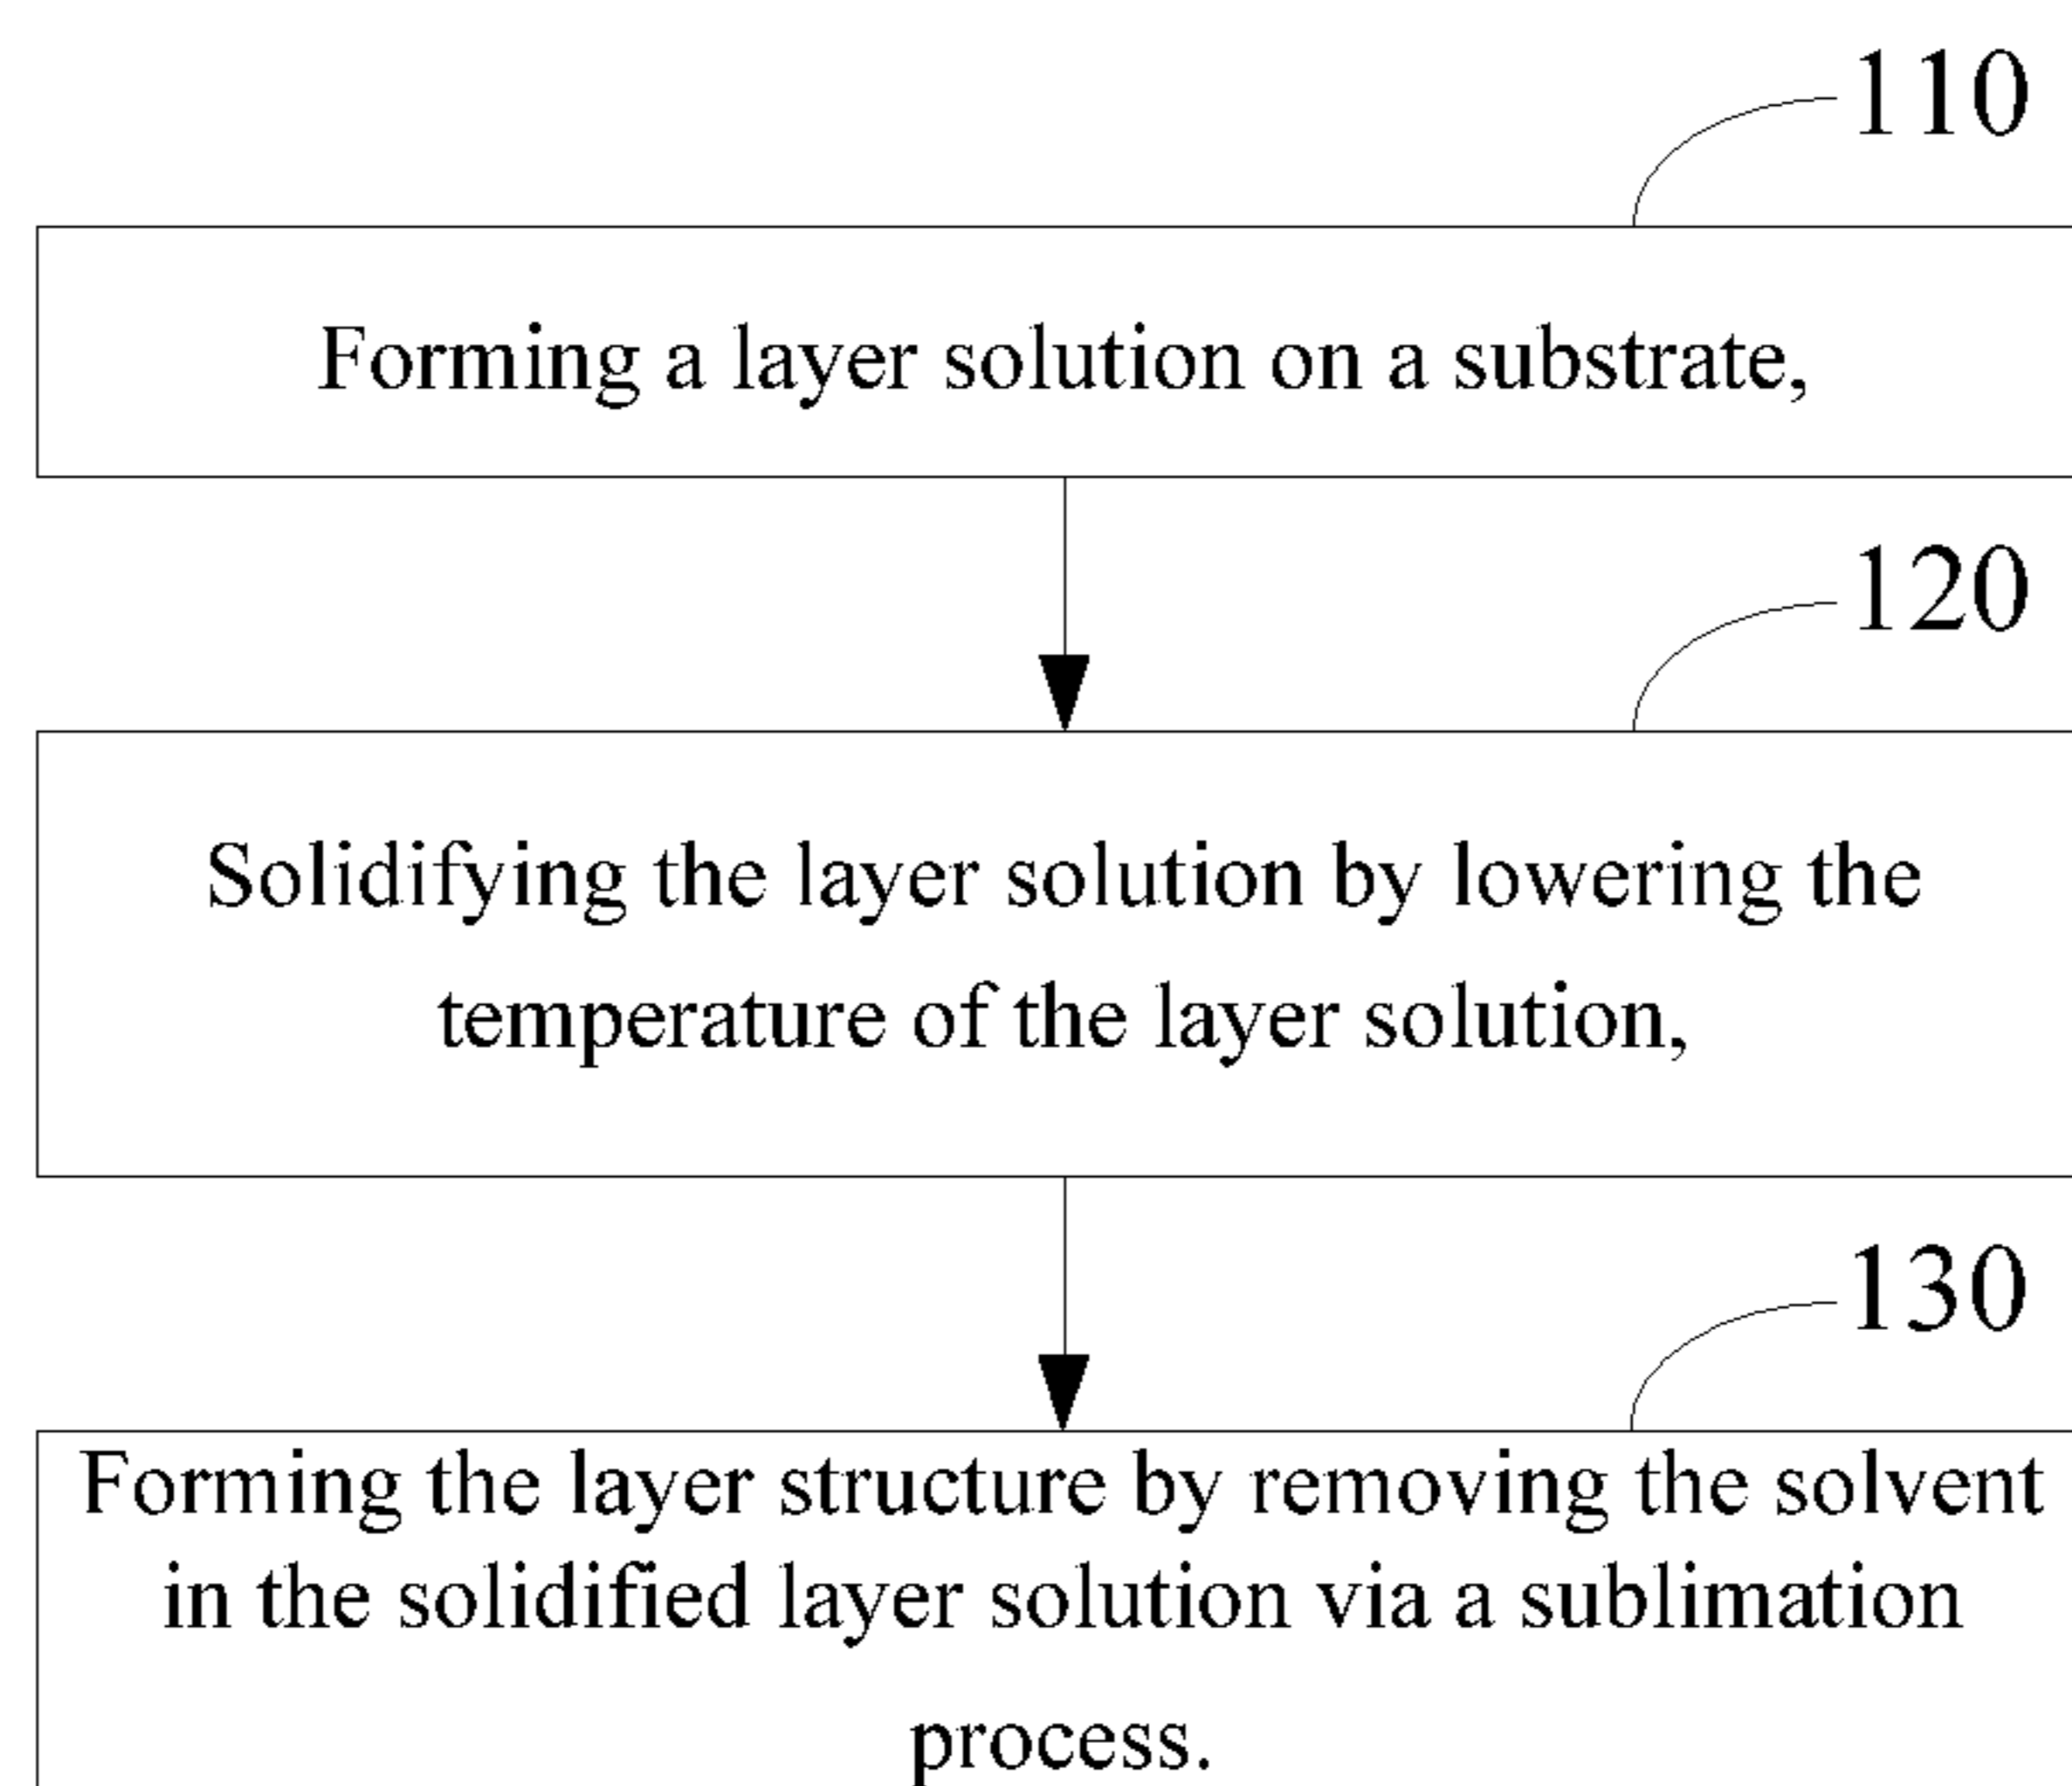 110
Forming a layer solution on a substrate,
120
Solidifying the layer solution by lowering the
temperature of the layer solution,
130
Forming the layer structure by removing the solvent
in the solidified layer solution via a sublimation
process.